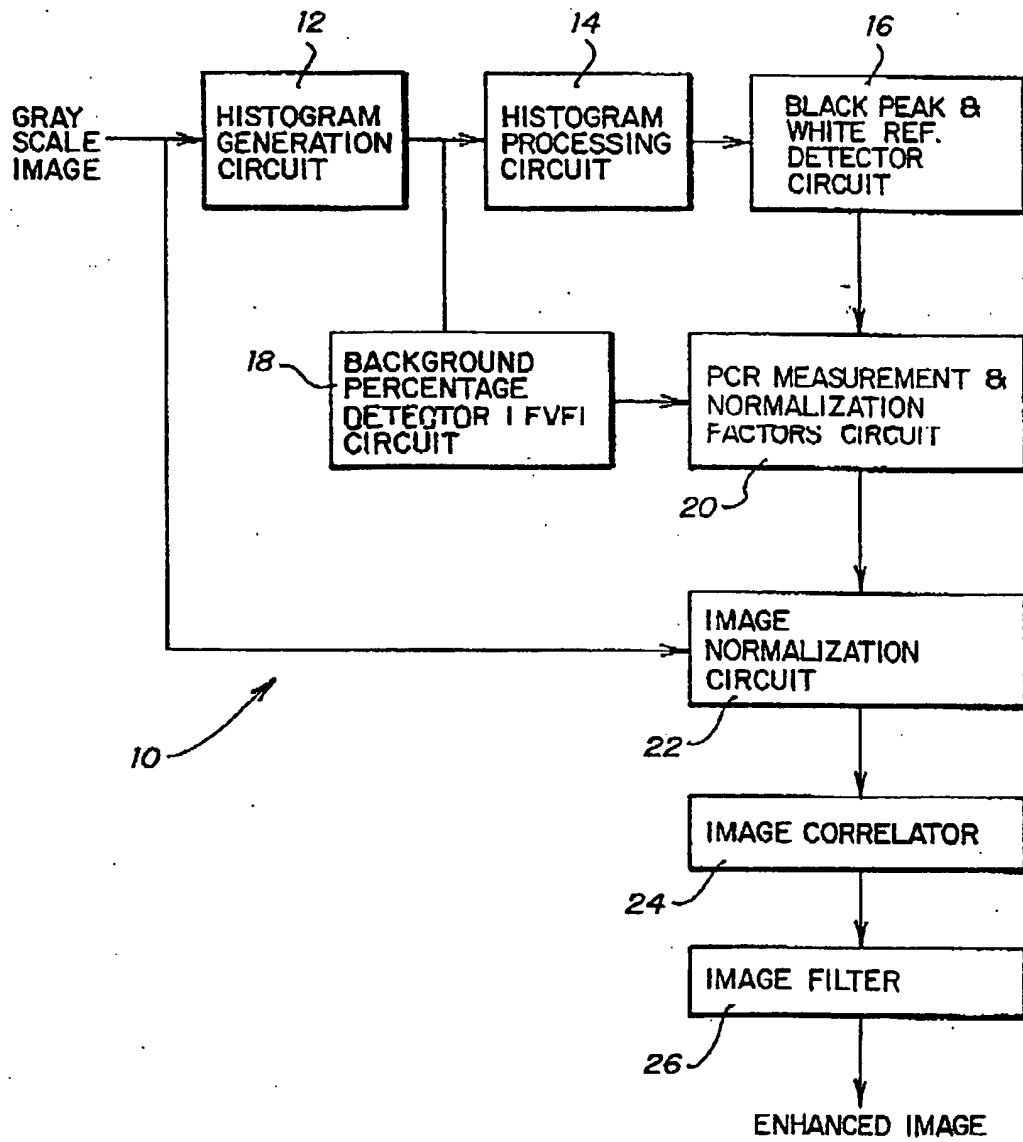 12
14
16
GRAY
SCALE
IMAGE
HISTOGRAM
GENERATION
CIRCUIT
HISTOGRAM
PROCESSING
CIRCUIT
BLACK PEAK &
WHITE REF.
DETECTOR
CIRCUIT
18
BACKGROUND
PERCENTAGE
DETECTOR
CIRCUIT
PCR MEASUREMENT &
NORMALIZATION
FACTORS CIRCUIT
20
IMAGE
NORMALIZATION
CIRCUIT
22
10
IMAGE CORRELATOR
24
IMAGE FILTER
26
ENHANCED IMAGE